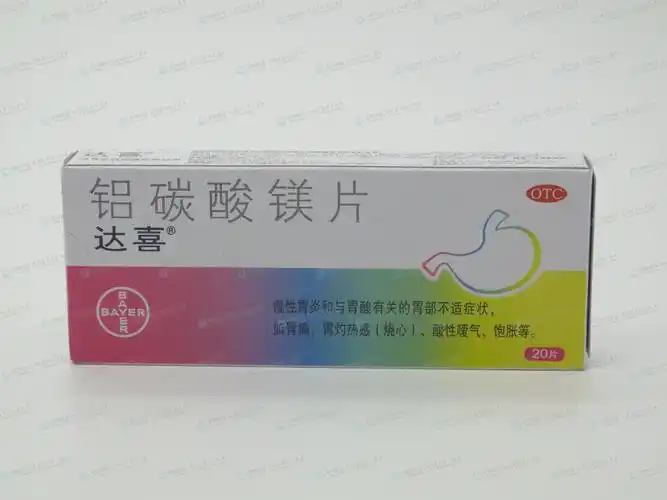 铝碳酸镁片
达喜®
OTC
BAYER
BAYER
慢性胃炎和与胃酸有关的胃部不适症状,
如胃痛、胃灼热感(烧心)、酸性嗳气、饱胀等。
20片